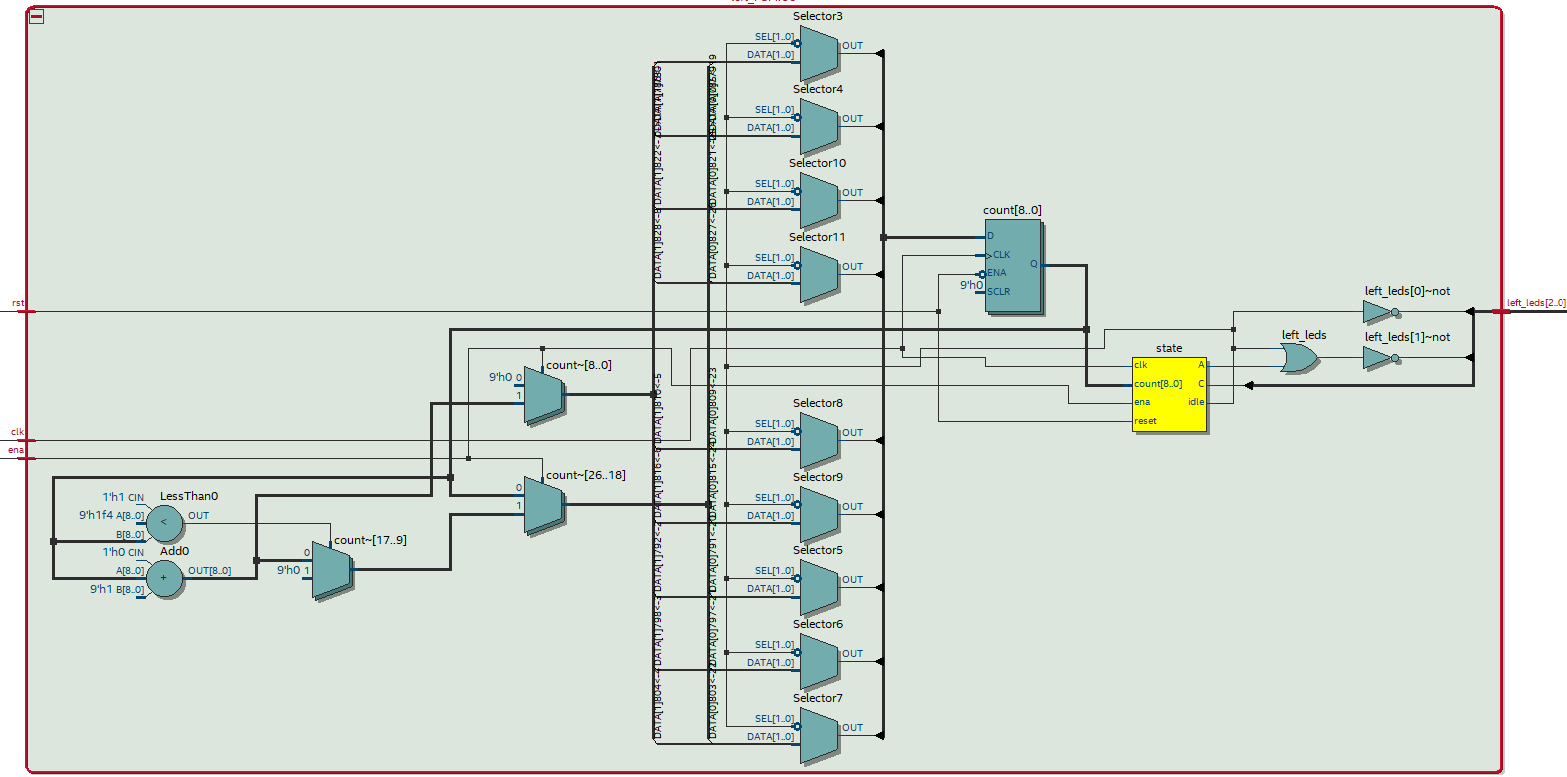 Selector3
SEL[1..0]
DATA[1..0]
OUT
Selector4
SEL[1..0]
DATA[1..0]
OUT
Selector10
SEL[1..0]
DATA[1..0]
OUT
Selector11
SEL[1..0]
DATA[1..0]
OUT
count[8..0]
D
CLK
ENA
9'h0 SCLR
Q
rst
left_leds[0]~not
left_leds[2..0]
left_leds
left_leds[1]~not
state
clk
count[8..0]
ena
reset
A
C
idle
count~[8..0]
9'h0 0
1
clk
ena
count~[26..18]
0
1
LessThan0
1'h1 CIN
9'h1f4 A[8..0]
B[8..0]
<
OUT
Add0
1'h0 CIN
A[8..0]
9'h1 B[8..0]
+
OUT[8..0]
count~[17..9]
0
9'h0 1
Selector8
SEL[1..0]
DATA[1..0]
OUT
Selector9
SEL[1..0]
DATA[1..0]
OUT
Selector5
SEL[1..0]
DATA[1..0]
OUT
Selector6
SEL[1..0]
DATA[1..0]
OUT
Selector7
SEL[1..0]
DATA[1..0]
OUT